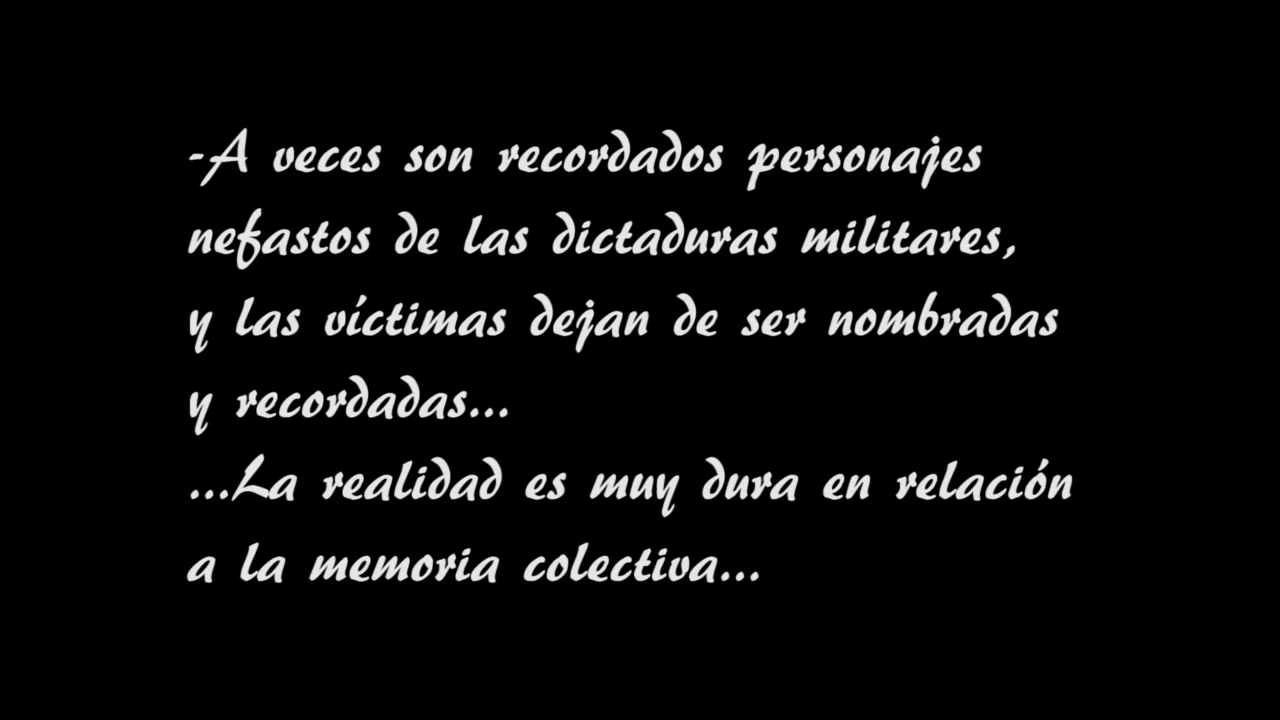 -A veces son recordados personajes
nefastos de las dictaduras militares,
y las víctimas dejan de ser nombradas
y recordadas...
...La realidad es muy dura en relación
a la memoria colectiva...